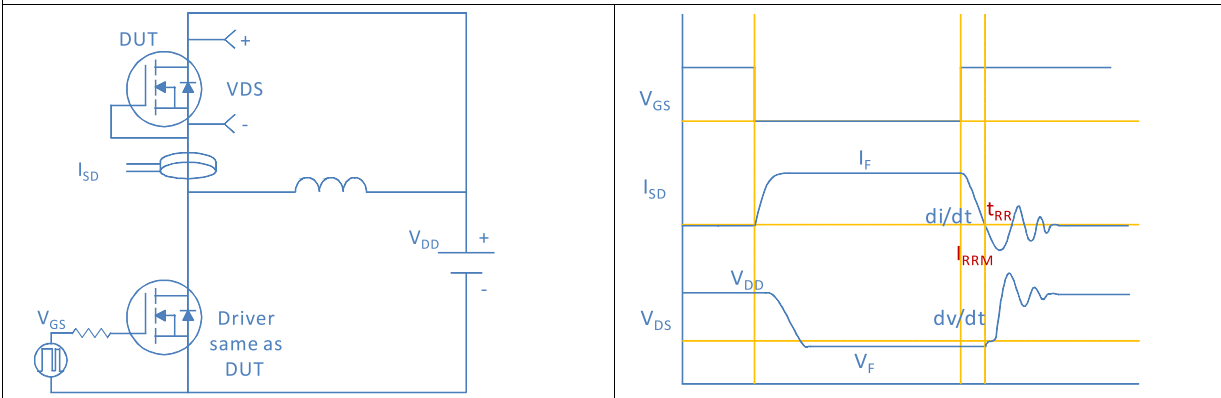 DUT
+
VDS
-
ISD
VDD
+
-
VGS
Driver
same as
DUT
VGS
IF
ISD
di/dt
tRR
IRRM
VDD
VDS
dv/dt
VF